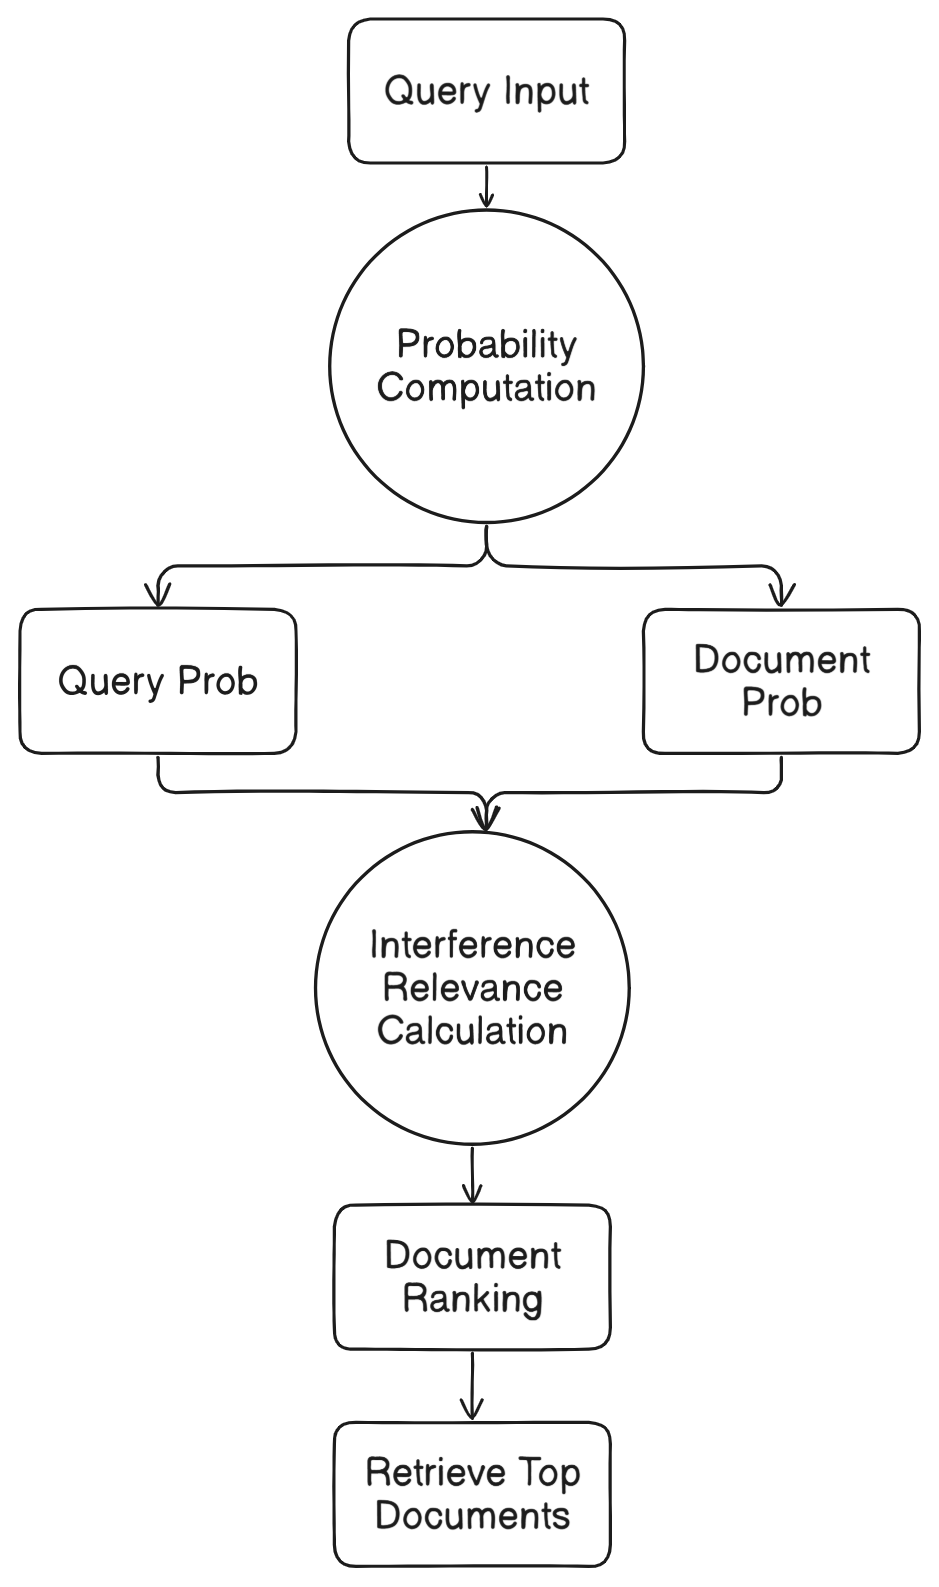 Query Input
Probability
Computation
Query Prob
Document
Prob
Interference
Relevance
Calculation
Document
Ranking
Retrieve Top
Documents